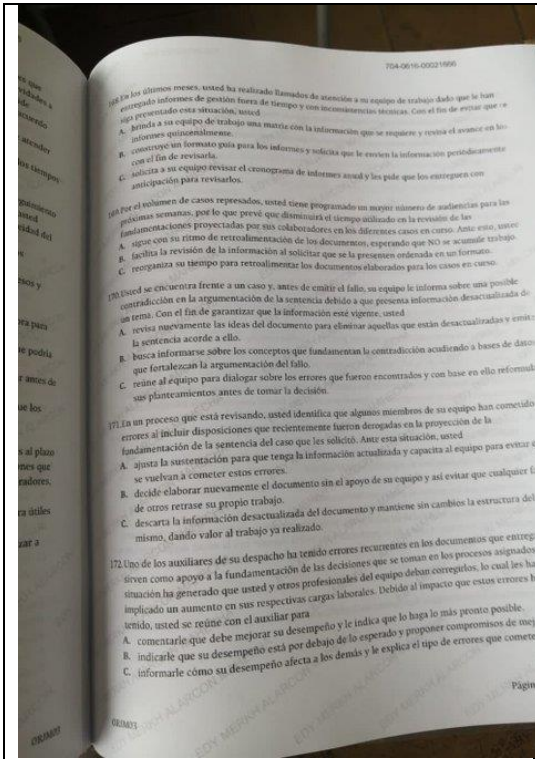 704-0616-00021666
168. En los últimos meses, usted ha realizado llamados de atención a su equipo de trabajo dado que le han
entregado informes de gestión fuera de tiempo y con inconsistencias técnicas. Con el fin de evitar que se
siga presentado esta situación, usted
A. brinda a su equipo de trabajo una matriz con la información que se requiere y revisa el avance en los
informes quincenalmente.
B. construye un formato guía para los informes y solicita que le envíen la información periódicamente
con el fin de revisarla.
C. solicita a su equipo revisar el cronograma de informes anual y les pide que los entreguen con
anticipación para revisarlos.
169. Por el volumen de casos represados, usted tiene programado un mayor número de audiencias para las
próximas semanas, por lo que prevé que disminuirá el tiempo utilizado en la revisión de las
fundamentaciones proyectadas por sus colaboradores en los diferentes casos en curso. Ante esto, usted
A. sigue con su ritmo de retroalimentación de los documentos, esperando que NO se acumule trabajo.
B. facilita la revisión de la información al solicitar que se la presenten ordenada en un formato.
C. reorganiza su tiempo para retroalimentar los documentos elaborados para los casos en curso.
170. Usted se encuentra frente a un caso y, antes de emitir el fallo, su equipo le informa sobre una posible
contradicción en la argumentación de la sentencia debido a que presenta información desactualizada de
un tema. Con el fin de garantizar que la información esté vigente, usted
A. revisa nuevamente las ideas del documento para eliminar aquellas que están desactualizadas y emite
la sentencia acorde a ello.
B. busca informarse sobre los conceptos que fundamentan la contradicción acudiendo a bases de dato
que fortalezcan la argumentación del fallo.
C. reúne al equipo para dialogar sobre los errores que fueron encontrados y con base en ello reformul
sus planteamientos antes de tomar la decisión.
171. En un proceso que está revisando, usted identifica que algunos miembros de su equipo han cometido
errores al incluir disposiciones que recientemente fueron derogadas en la proyección de la
fundamentación de la sentencia del caso que les solicitó. Ante esta situación, usted
A. ajusta la sustentación para que tenga la información actualizada y capacita al equipo para evitar
se vuelvan a cometer estos errores.
B. decide elaborar nuevamente el documento sin el apoyo de su equipo y así evitar que cualquier
de otros retrase su propio trabajo.
C. descarta la información desactualizada del documento y mantiene sin cambios la estructura del
mismo, dando valor al trabajo ya realizado.
172. Uno de los auxiliares de su despacho ha tenido errores recurrentes en los documentos que entreg
sirven como apoyo a la fundamentación de las decisiones que se toman en los procesos asignados
situación ha generado que usted y otros profesionales del equipo deban corregirlos, lo cual les ha
implicado un aumento en sus respectivas cargas laborales. Debido al impacto que estos errores h
tenido, usted se reúne con el auxiliar para
A. comentarle que debe mejorar su desempeño y le indica que lo haga lo más pronto posible.
B. indicarle que su desempeño está por debajo de lo esperado y proponer compromisos de mej
C. informarle cómo su desempeño afecta a los demás y le explica el tipo de errores que comete
Págin